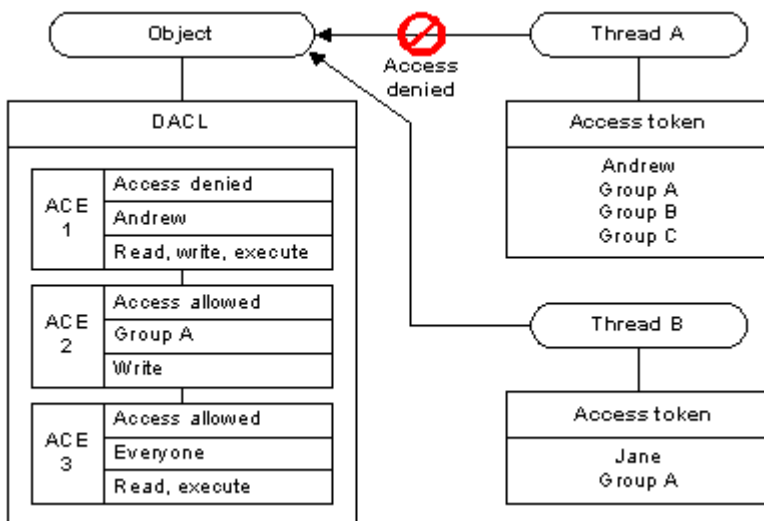 Object
Thread A
Access
denied
DACL
Access token
ACE
1
Access denied
Andrew
Read, write, execute
Andrew
Group A
Group B
Group C
ACE
2
Access allowed
Group A
Write
Thread B
ACE
3
Access allowed
Everyone
Read, execute
Access token
Jane
Group A